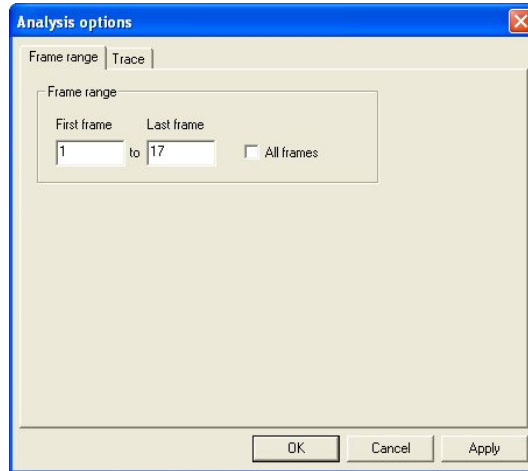 Analysis options
Frame range Trace
Frame range
First frame Last frame
1 to 17 All frames
OK Cancel Apply